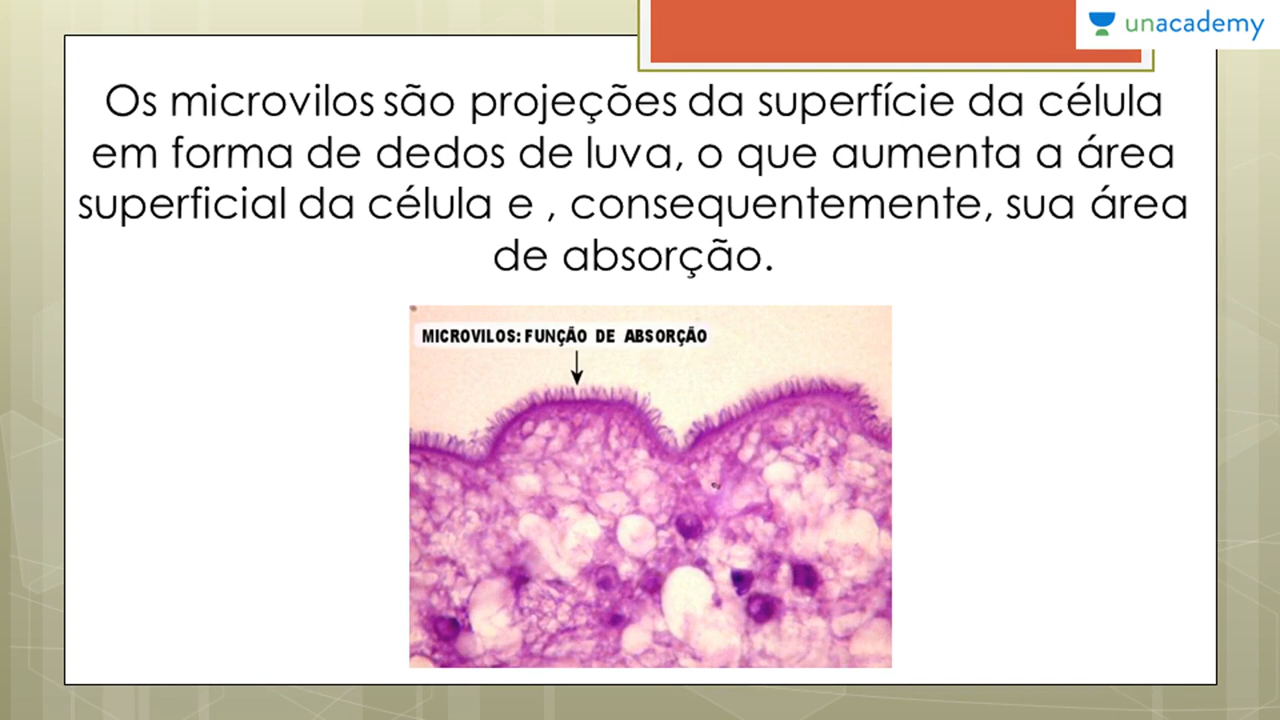 unacademy
Os microvilos são projeções da superfície da célula
em forma de dedos de luva, o que aumenta a área
superficial da célula e , consequentemente, sua área
de absorção.
MICROVILOS: FUNÇÃO DE ABSORÇÃO